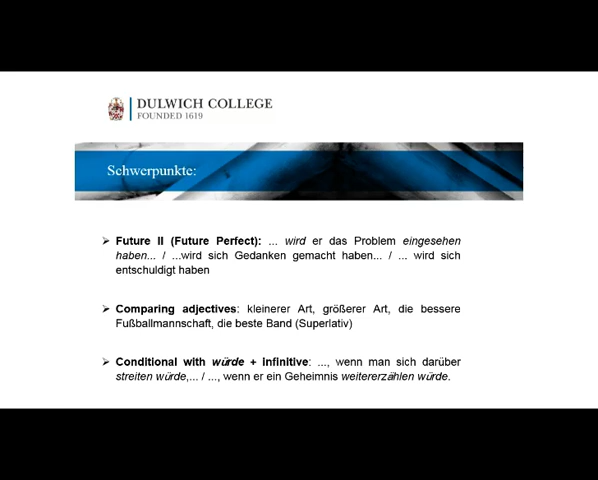 DULWICH COLLEGE
FOUNDED 1619
Schwerpunkte:
➢ Future II (Future Perfect): ... wird er das Problem eingesehen
haben... / ...wird sich Gedanken gemacht haben... / ... wird sich
entschuldigt haben
➢ Comparing adjectives: kleinerer Art, größerer Art, die bessere
Fußballmannschaft, die beste Band (Superlativ)
➢ Conditional with würde + infinitive: ..., wenn man sich darüber
streiten würde,... / ..., wenn er ein Geheimnis weitererzählen würde.